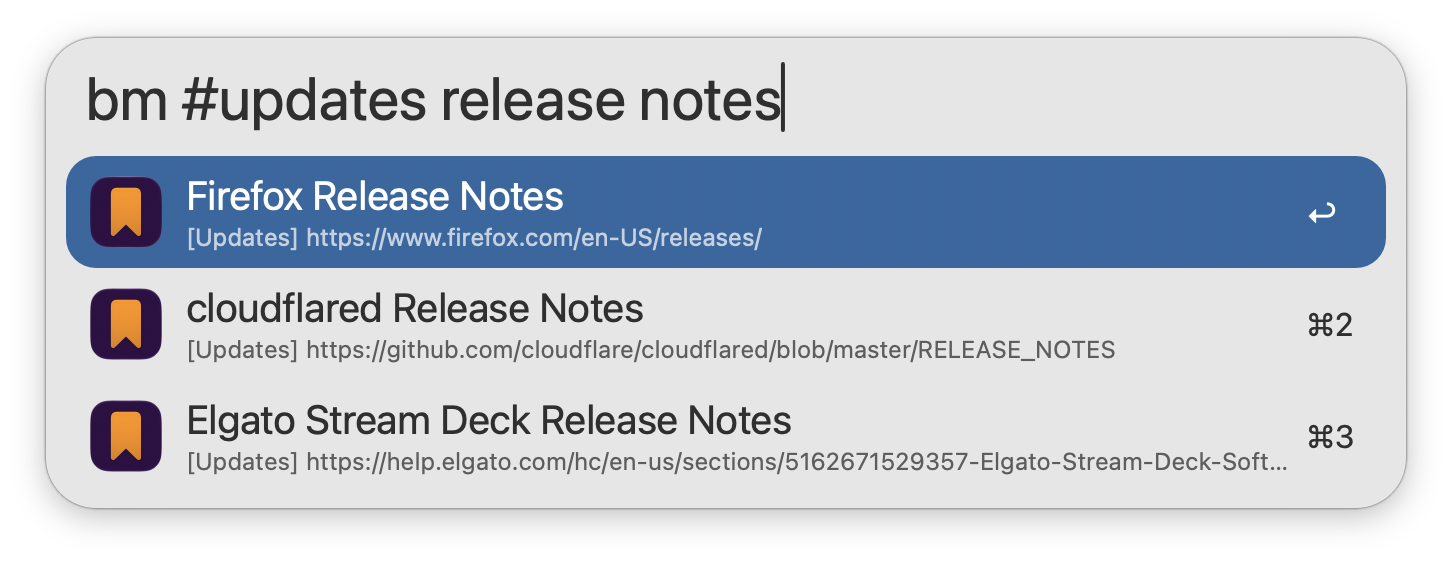 bm #updates release notes
Firefox Release Notes
[Updates] https://www.firefox.com/en-US/releases/
↩
cloudflared Release Notes
[Updates] https://github.com/cloudflare/cloudflared/blob/master/RELEASE_NOTES
⌘2
Elgato Stream Deck Release Notes
[Updates] https://help.elgato.com/hc/en-us/sections/5162671529357-Elgato-Stream-Deck-Soft...
⌘3